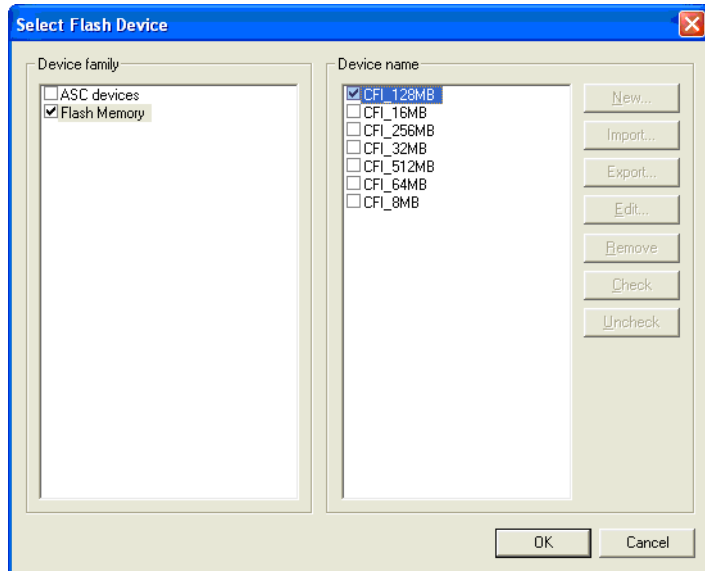 Select Flash Device
Device family
ASC devices
Flash Memory
Device name
CFI_128MB
CFI_16MB
CFI_256MB
CFI_32MB
CFI_512MB
CFI_64MB
CFI_8MB
New...
Import...
Export...
Edit...
Remove
Check
Uncheck
OK
Cancel